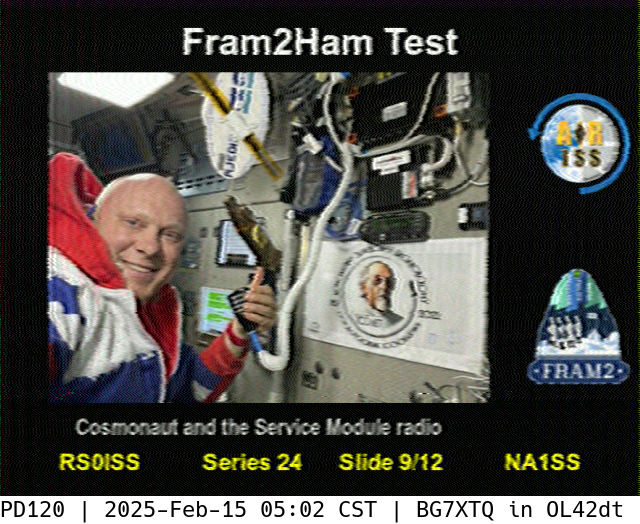 Fram2Ham Test
ISS
FRAM2
Cosmonaut and the Service Module radio
RS0ISS Series 24 Slide 9/12 NA1SS
PD120 | 2025-Feb-15 05:02 CST | BG7XTQ in OL42dt